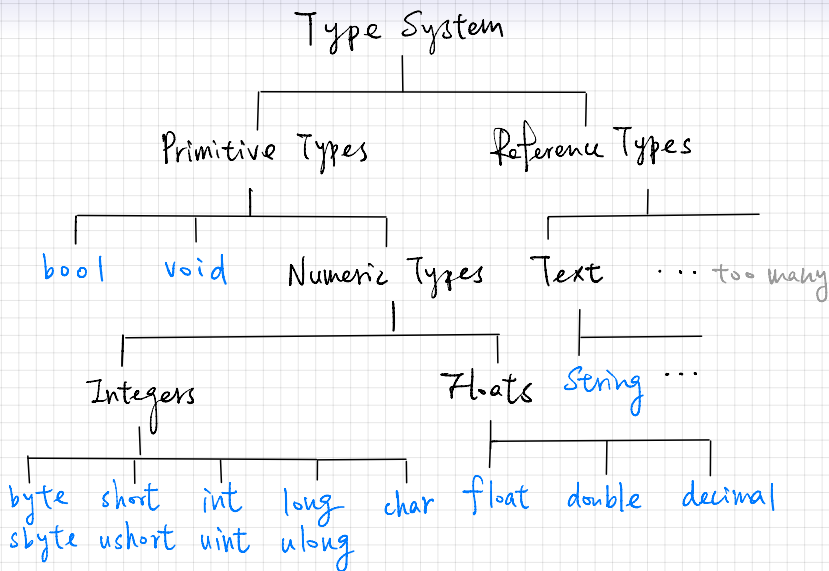 Type System
Primitive Types Reference Types
bool void Numeric Types Text ... too many
Integers Floats String ...
byte short int long char float double decimal
sbyte ushort uint ulong